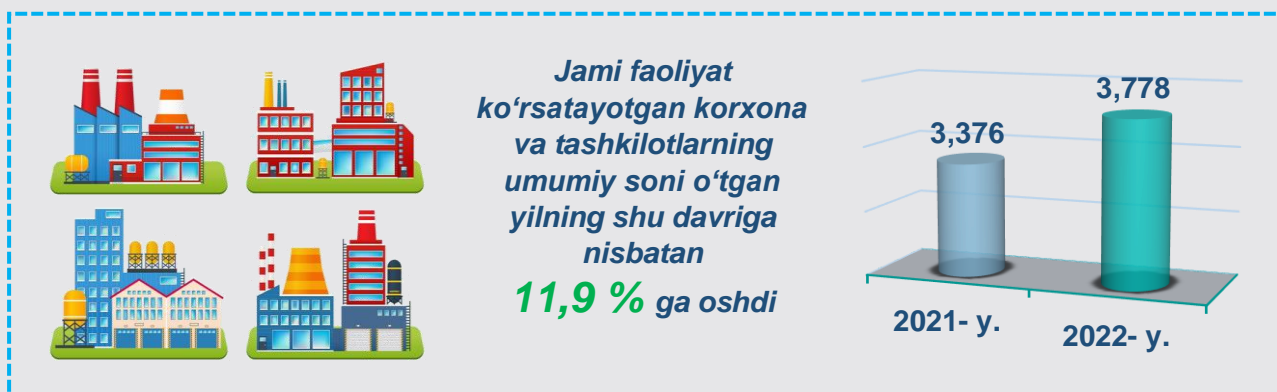 Jami faoliyat
ko‘rsatayotgan korxona
va tashkilotlarning
umumiy soni o‘tgan
yilning shu davriga
nisbatan
11,9 % ga oshdi
3,376
3,778
2021- y.
2022- y.